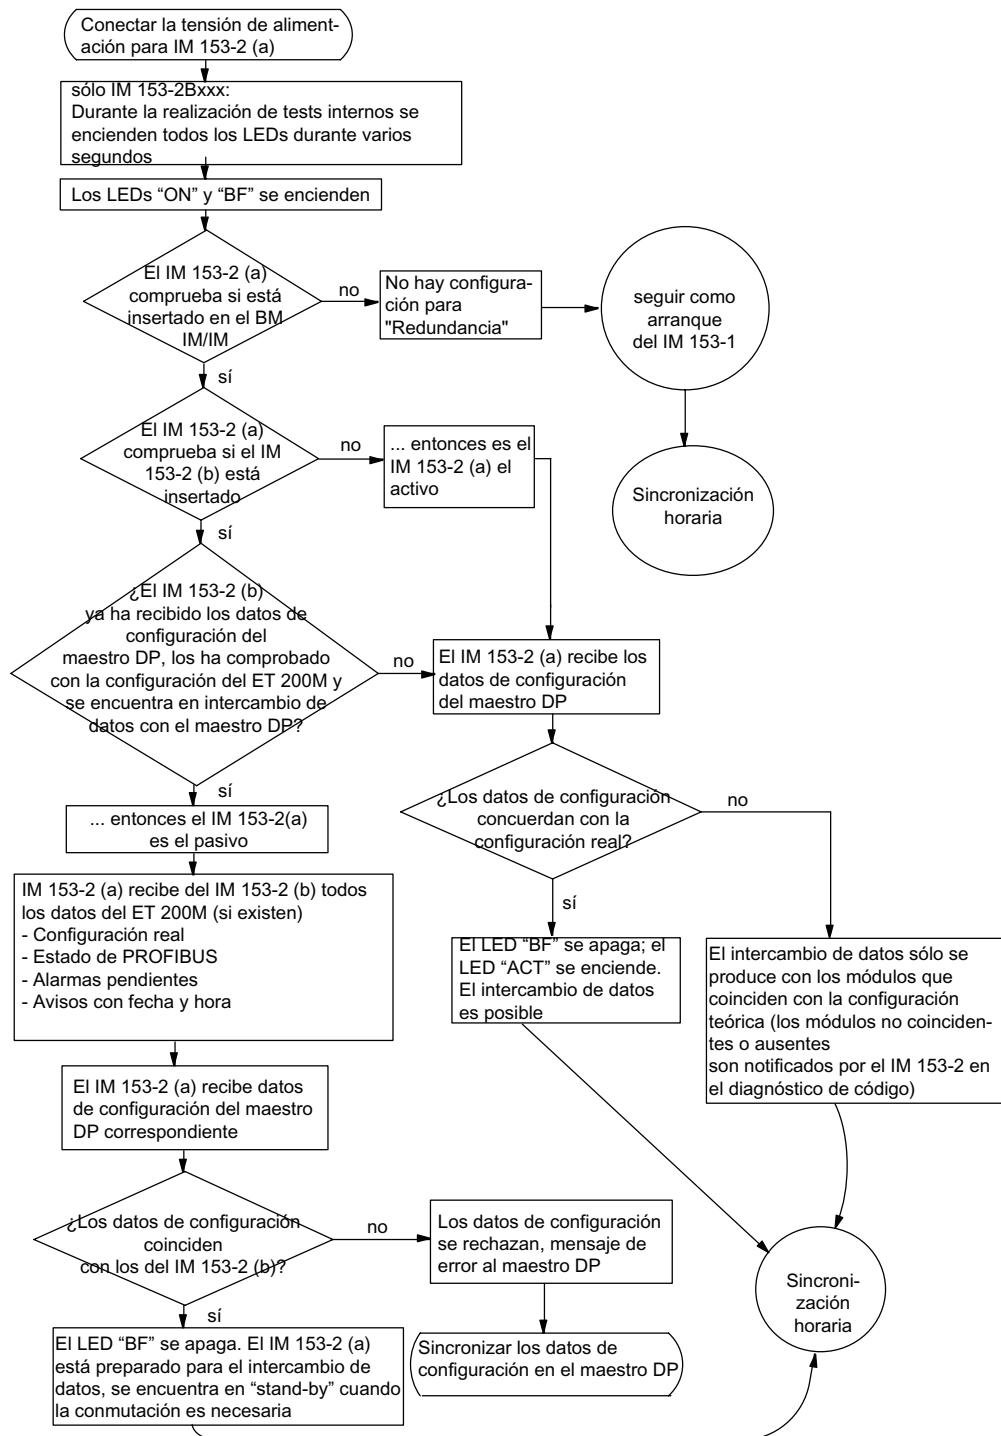 Conectar la tensión de alimen-
tación para IM 153-2 (a)
sólo IM 153-2Bxxx:
Durante la realización de tests internos se
encienden todos los LEDs durante varios
segundos
Los LEDs “ON” y “BF” se encienden
El IM 153-2 (a)
comprueba si está
insertado en el BM
IM/IM
no
No hay configura-
ción para
"Redundancia"
seguir como
arranque
del IM 153-1
sí
El IM 153-2 (a)
comprueba si el IM
153-2 (b) está
insertado
no
... entonces es el
IM 153-2 (a) el
activo
Sincronización
horaria
sí
¿El IM 153-2 (b)
ya ha recibido los datos de
configuración del
maestro DP, los ha comprobado
con la configuración del ET 200M y
se encuentra en intercambio de
datos con el maestro DP?
no
El IM 153-2 (a) recibe los
datos de configuración
del maestro DP
sí
... entonces el IM 153-2(a)
es el pasivo
¿Los datos de configuración
concuerdan con la
configuración real?
no
IM 153-2 (a) recibe del IM 153-2 (b) todos
los datos del ET 200M (si existen)
- Configuración real
- Estado de PROFIBUS
- Alarmas pendientes
- Avisos con fecha y hora
sí
El LED “BF” se apaga; el
LED “ACT” se enciende.
El intercambio de datos
es posible
El intercambio de datos sólo se
produce con los módulos que
coinciden con la configuración
teórica (los módulos no coinciden-
tes o ausentes
son notificados por el IM 153-2 en
el diagnóstico de código)
El IM 153-2 (a) recibe datos
de configuración del maestro
DP correspondiente
¿Los datos de configuración
coinciden
con los del IM 153-2 (b)?
no
Los datos de configuración
se rechazan, mensaje de
error al maestro DP
Sincroni-
zación
horaria
sí
El LED “BF” se apaga. El IM 153-2 (a)
está preparado para el intercambio de
datos, se encuentra en “stand-by” cuando
la conmutación es necesaria
Sincronizar los datos de
configuración en el maestro DP